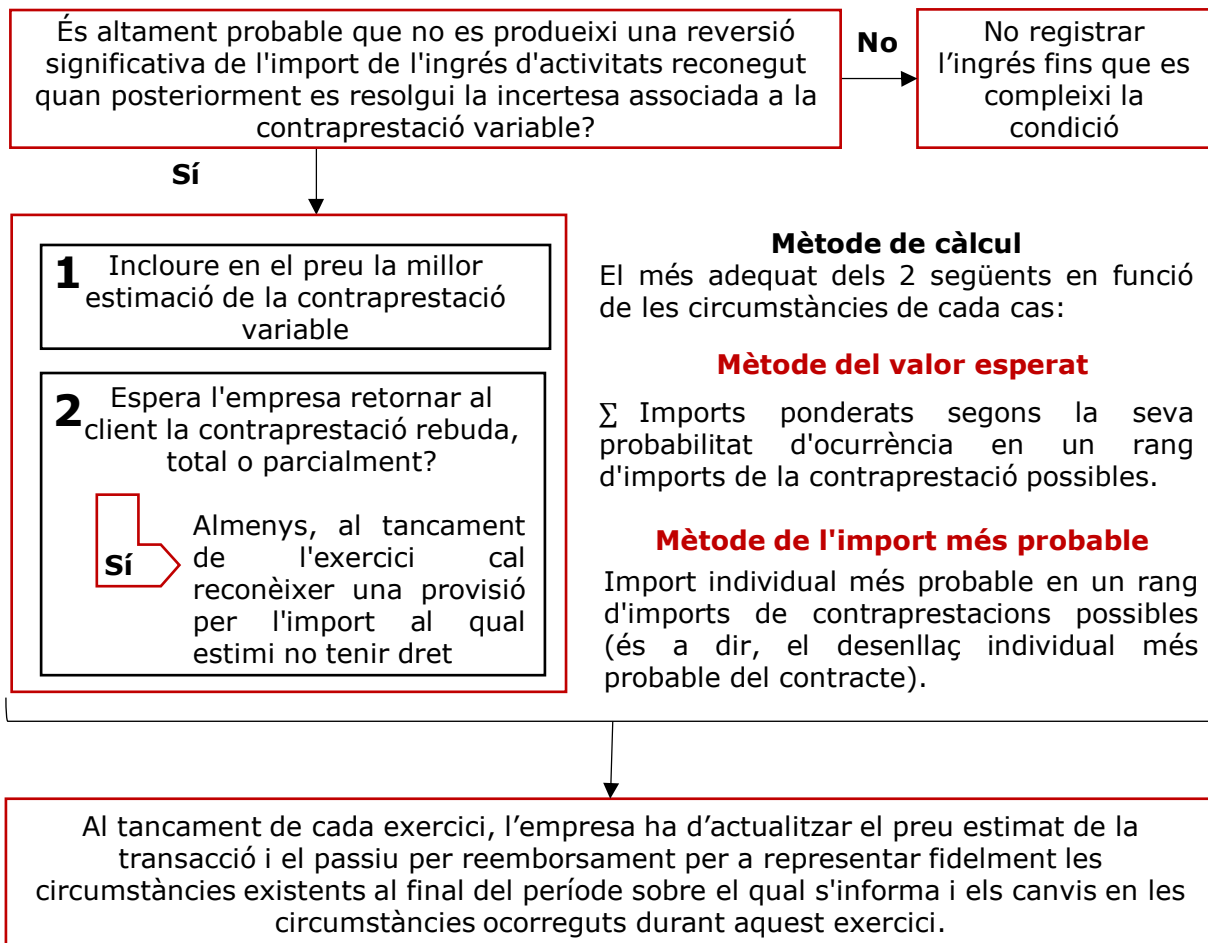 És altament probable que no es produeixi una reversió
significativa de l'import de l'ingrés d'activitats reconegut
quan posteriorment es resolgui la incertesa associada a la
contraprestació variable?
No
No registrar
l’ingrés fins que es
compleixi la
condició
Sí
1 Incloure en el preu la millor
estimació de la contraprestació
variable
2 Espera l'empresa retornar al
client la contraprestació rebuda,
total o parcialment?
Sí
Almenys, al tancament
de l'exercici cal
reconèixer una provisió
per l'import al qual
estimi no tenir dret
Mètode de càlcul
El més adequat dels 2 següents en funció
de les circumstàncies de cada cas:
Mètode del valor esperat
∑ Imports ponderats segons la seva
probabilitat d'ocurrència en un rang
d'imports de la contraprestació possibles.
Mètode de l'import més probable
Import individual més probable en un rang
d'imports de contraprestacions possibles
(és a dir, el desenllaç individual més
probable del contracte).
Al tancament de cada exercici, l’empresa ha d’actualitzar el preu estimat de la
transacció i el passiu per reemborsament per a representar fidelment les
circumstàncies existents al final del període sobre el qual s'informa i els canvis en les
circumstàncies ocorreguts durant aquest exercici.